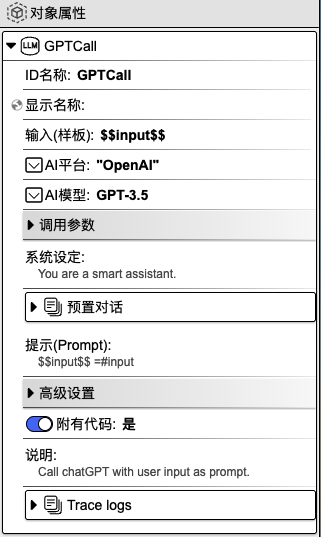 对象属性
LLM GPTCall
ID名称: GPTCall
显示名称:
输入(样板): $$input$$
AI平台: "OpenAI"
AI模型: GPT-3.5
调用参数
系统设定:
You are a smart assistant.
预置对话
提示(Prompt):
$$input$$ =#input
高级设置
附有代码: 是
说明:
Call chatGPT with user input as prompt.
Trace logs